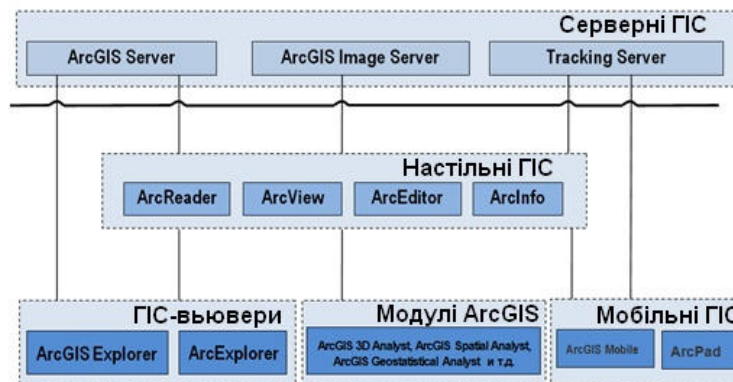 Серверні ГІС
ArcGIS Server
ArcGIS Image Server
Tracking Server
Настільні ГІС
ArcReader
ArcView
ArcEditor
ArcInfo
ГІС-вьювери
ArcGIS Explorer
ArcExplorer
Модулі ArcGIS
ArcGIS 3D Analyst, ArcGIS Spatial Analyst,
ArcGIS Geostatistical Analyst и т.д.
Мобільні ГІС
ArcGIS Mobile
ArcPad